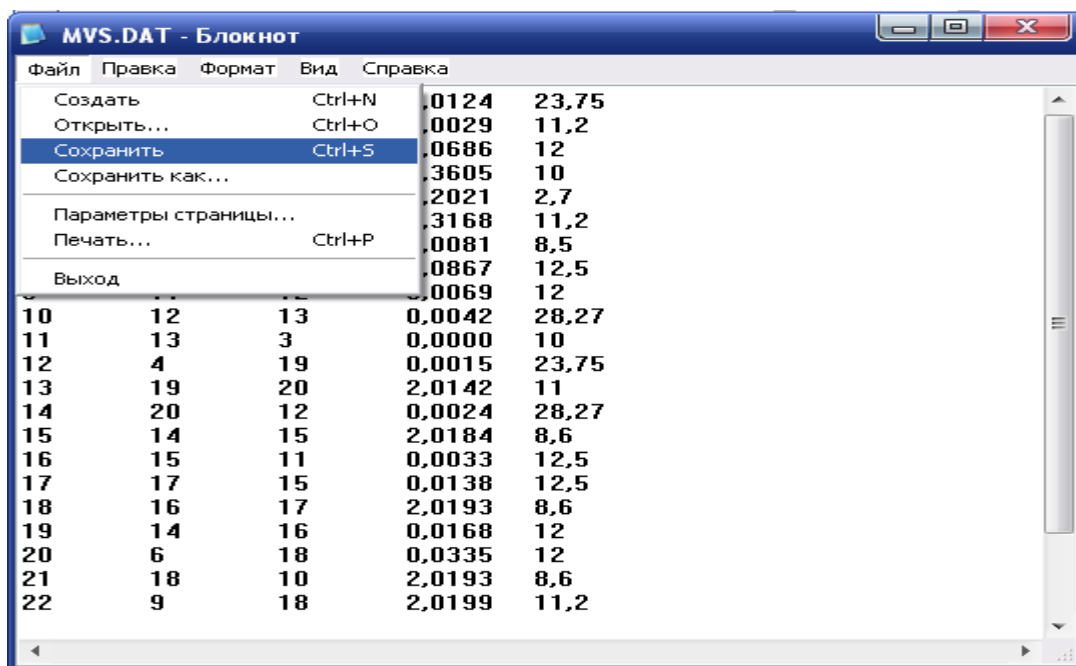 MVS.DAT - Блокнот
Файл Правка Формат Вид Справка
Создать Ctrl+N
Открыть... Ctrl+O
Сохранить Ctrl+S
Сохранить как...
Параметры страницы...
Печать... Ctrl+P
Выход
,0124 23,75
,0029 11,2
,0686 12
,3605 10
,2021 2,7
,3168 11,2
,0081 8,5
,0867 12,5
0,0069 12
10 12 13 0,0042 28,27
11 13 3 0,0000 10
12 4 19 0,0015 23,75
13 19 20 2,0142 11
14 20 12 0,0024 28,27
15 14 15 2,0184 8,6
16 15 11 0,0033 12,5
17 17 15 0,0138 12,5
18 16 17 2,0193 8,6
19 14 16 0,0168 12
20 6 18 0,0335 12
21 18 10 2,0193 8,6
22 9 18 2,0199 11,2